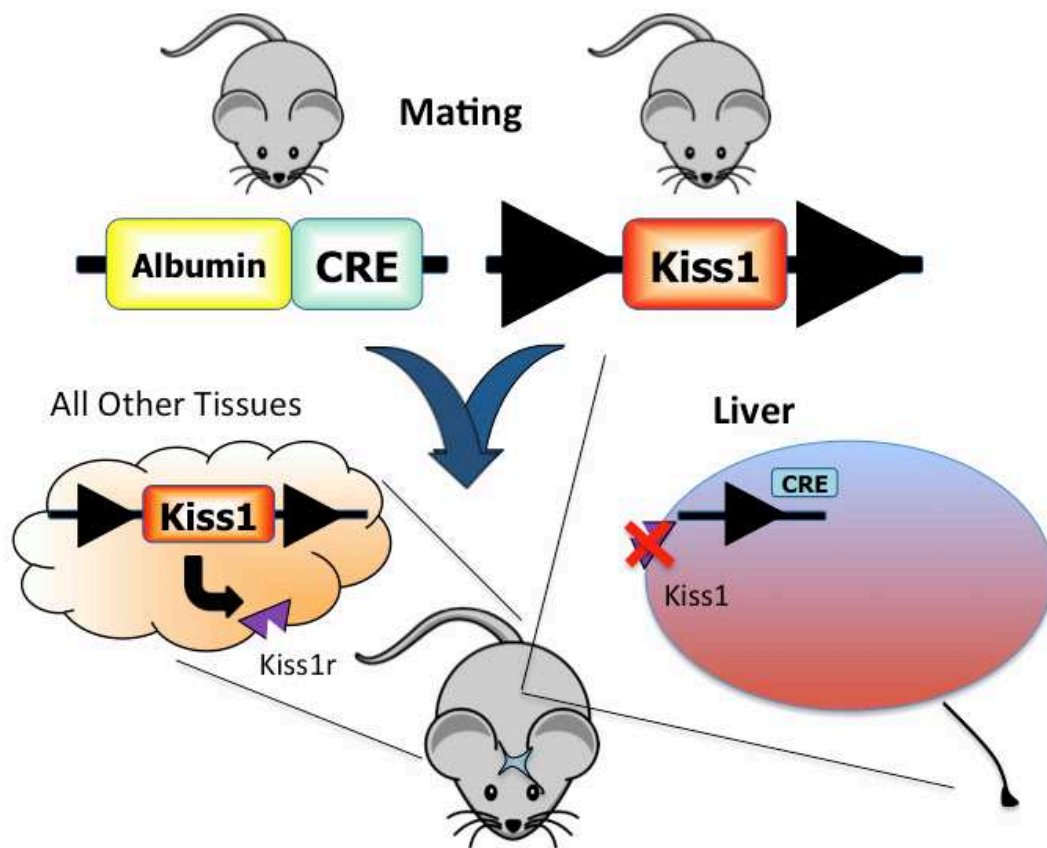 Mating
Albumin CRE
Kiss1
All Other Tissues
Liver
Kiss1
CRE
Kiss1
Kiss1r